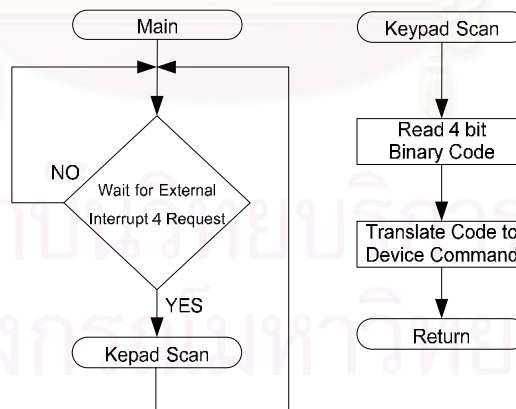 Main
NO
Wait for External
Interrupt 4 Request
YES
Kepad Scan
Keypad Scan
Read 4 bit
Binary Code
Translate Code to
Device Command
Return